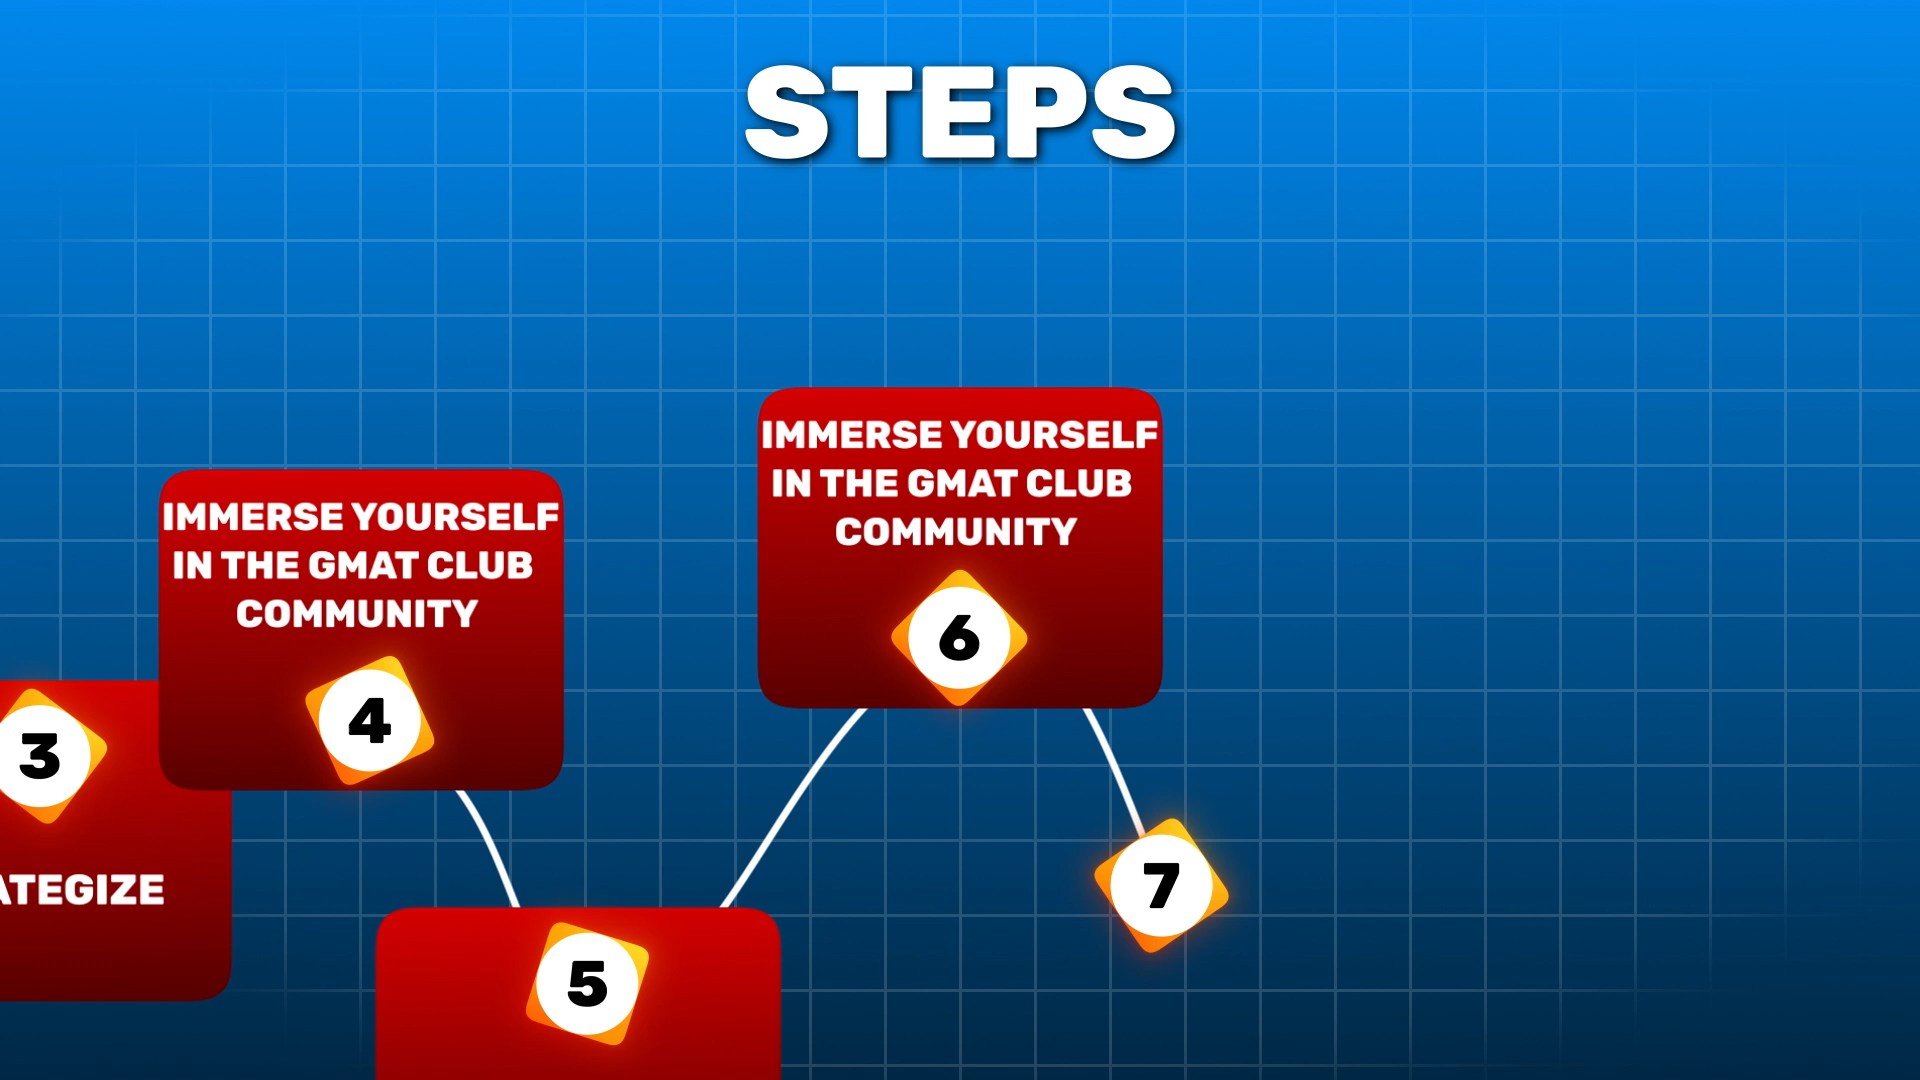 STEPS
3
IMMERSE YOURSELF
IN THE GMAT CLUB
COMMUNITY
4
5
IMMERSE YOURSELF
IN THE GMAT CLUB
COMMUNITY
6
7